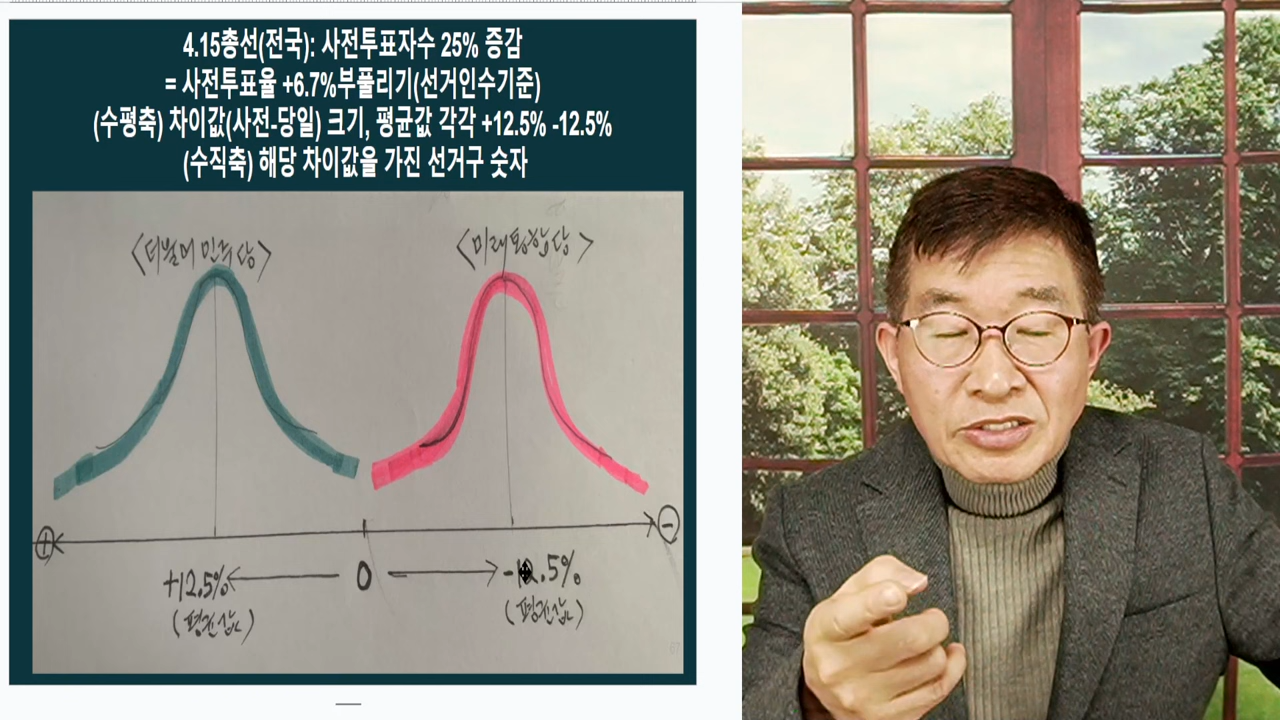 4.15총선(전국): 사전투표자수 25% 증감
= 사전투표율 +6.7%부풀리기(선거인수기준)
(수평축) 차이값(사전-당일) 크기, 평균값 각각 +12.5% -12.5%
(수직축) 해당 차이값을 가진 선거구 숫자
<더불어민주당> <미래통합당>
+ -
+12.5% 0 -12.5%
(평균값) (평균값)